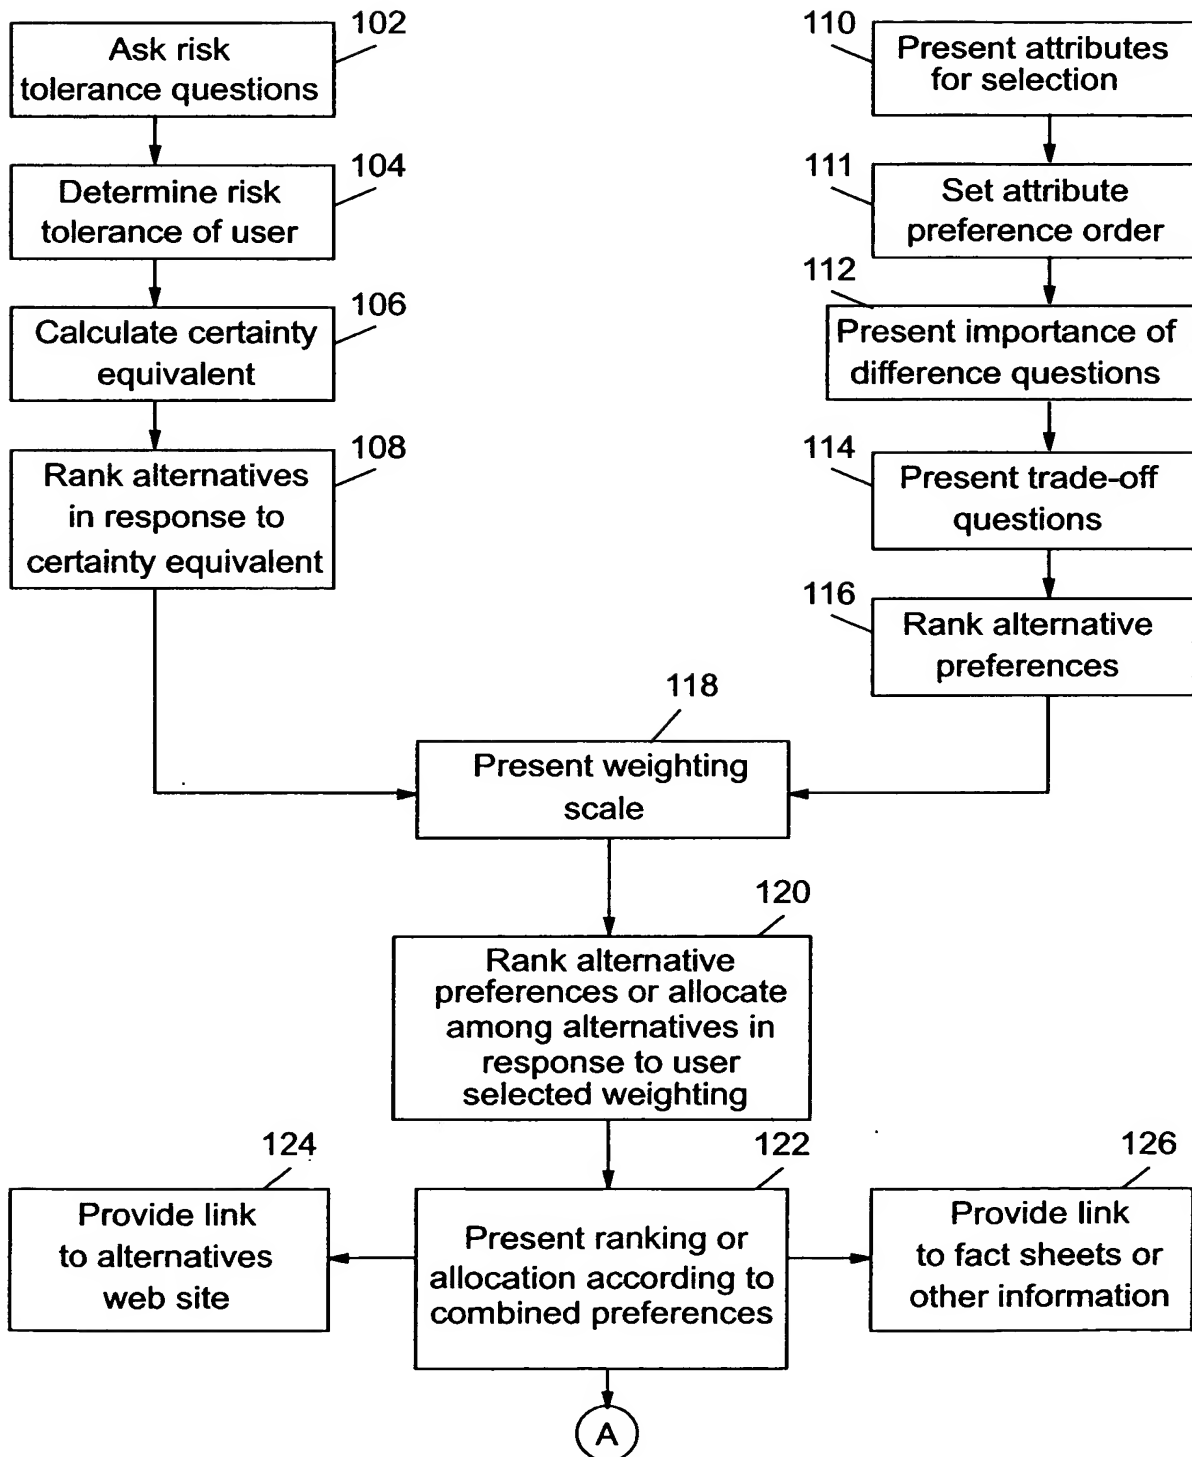 102
Ask risk
tolerance questions
104
Determine risk
tolerance of user
106
Calculate certainty
equivalent
108
Rank alternatives
in response to
certainty equivalent
110
Present attributes
for selection
111
Set attribute
preference order
112
Present importance of
difference questions
114
Present trade-off
questions
116
Rank alternative
preferences
118
Present weighting
scale
120
Rank alternative
preferences or allocate
among alternatives in
response to user
selected weighting
124
Provide link
to alternatives
web site
122
Present ranking or
allocation according to
combined preferences
126
Provide link
to fact sheets or
other information
A